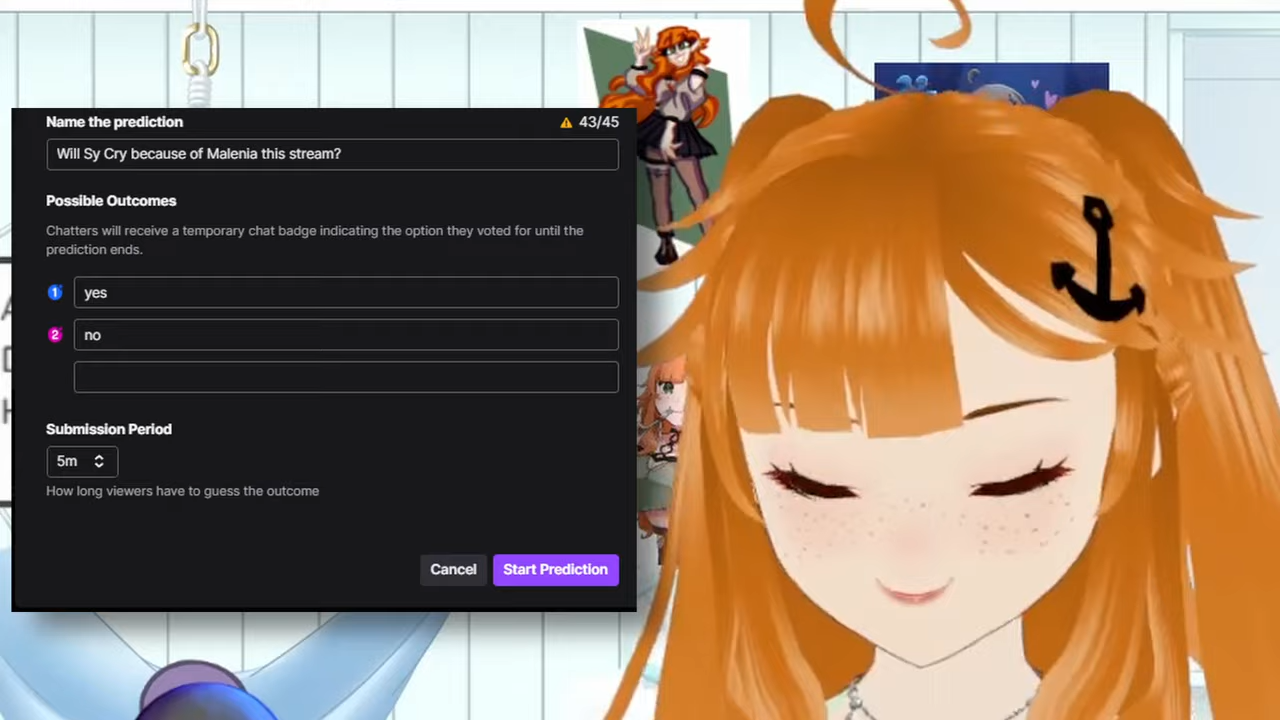 Name the prediction
43/45
Will Sy Cry because of Malenia this stream?
Possible Outcomes
Chatters will receive a temporary chat badge indicating the option they voted for until the
prediction ends.
1 yes
2 no
Submission Period
5m
How long viewers have to guess the outcome
Cancel
Start Prediction